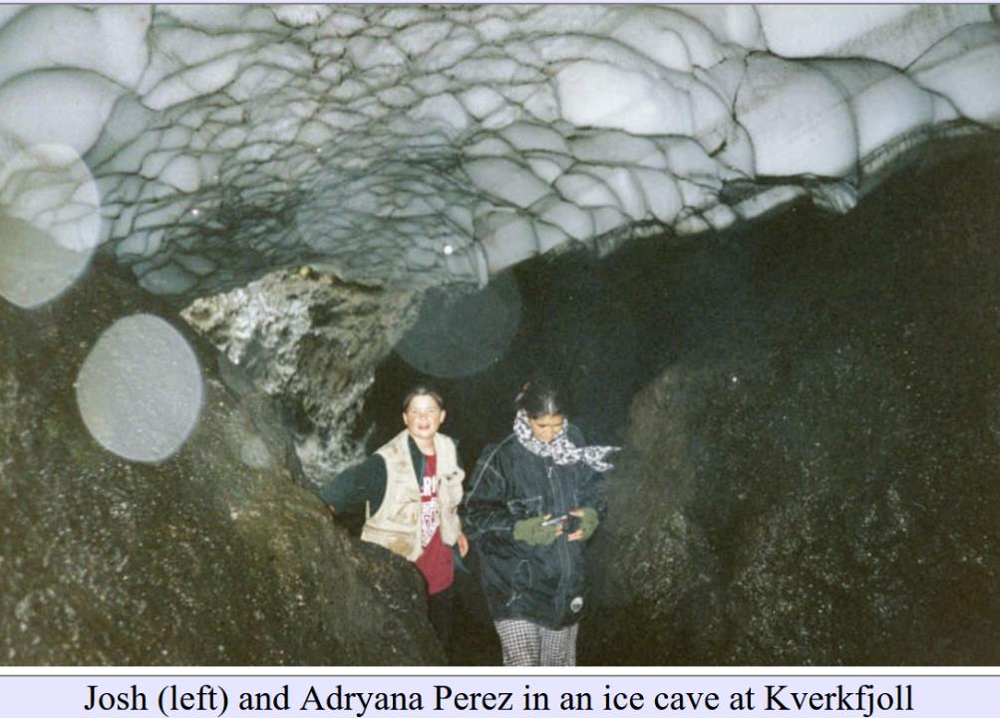 Josh (left) and Adryana Perez in an ice cave at Kverkfjoll